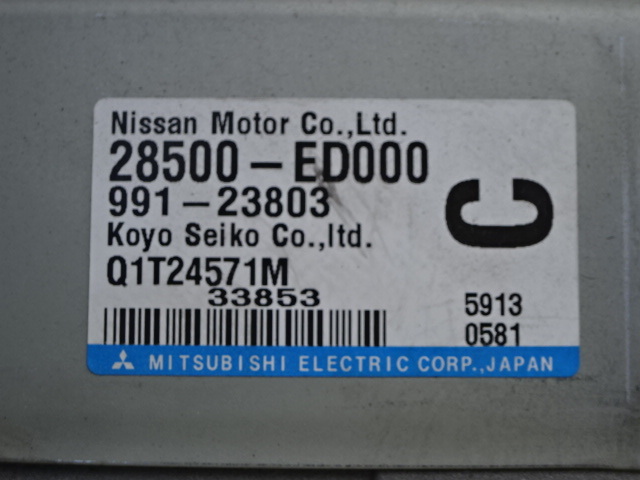 Nissan Motor Co.,Ltd.
28500-ED000
991-23803
Koyo Seiko Co.,ltd.
Q1T24571M
33853
C
5913
0581
MITSUBISHI ELECTRIC CORP.,JAPAN